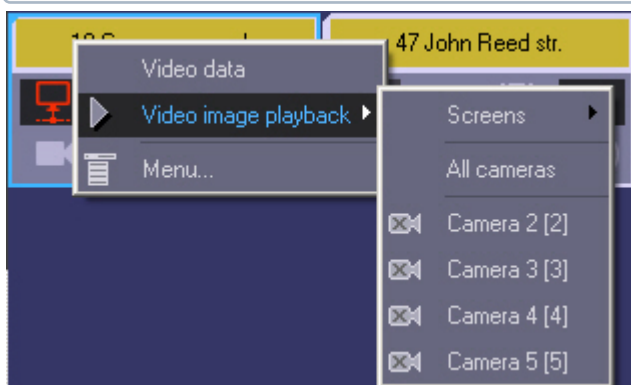 47 John Reed str.
Video data
Video image playback
Menu...
Screens
All cameras
Camera 2 [2]
Camera 3 [3]
Camera 4 [4]
Camera 5 [5]